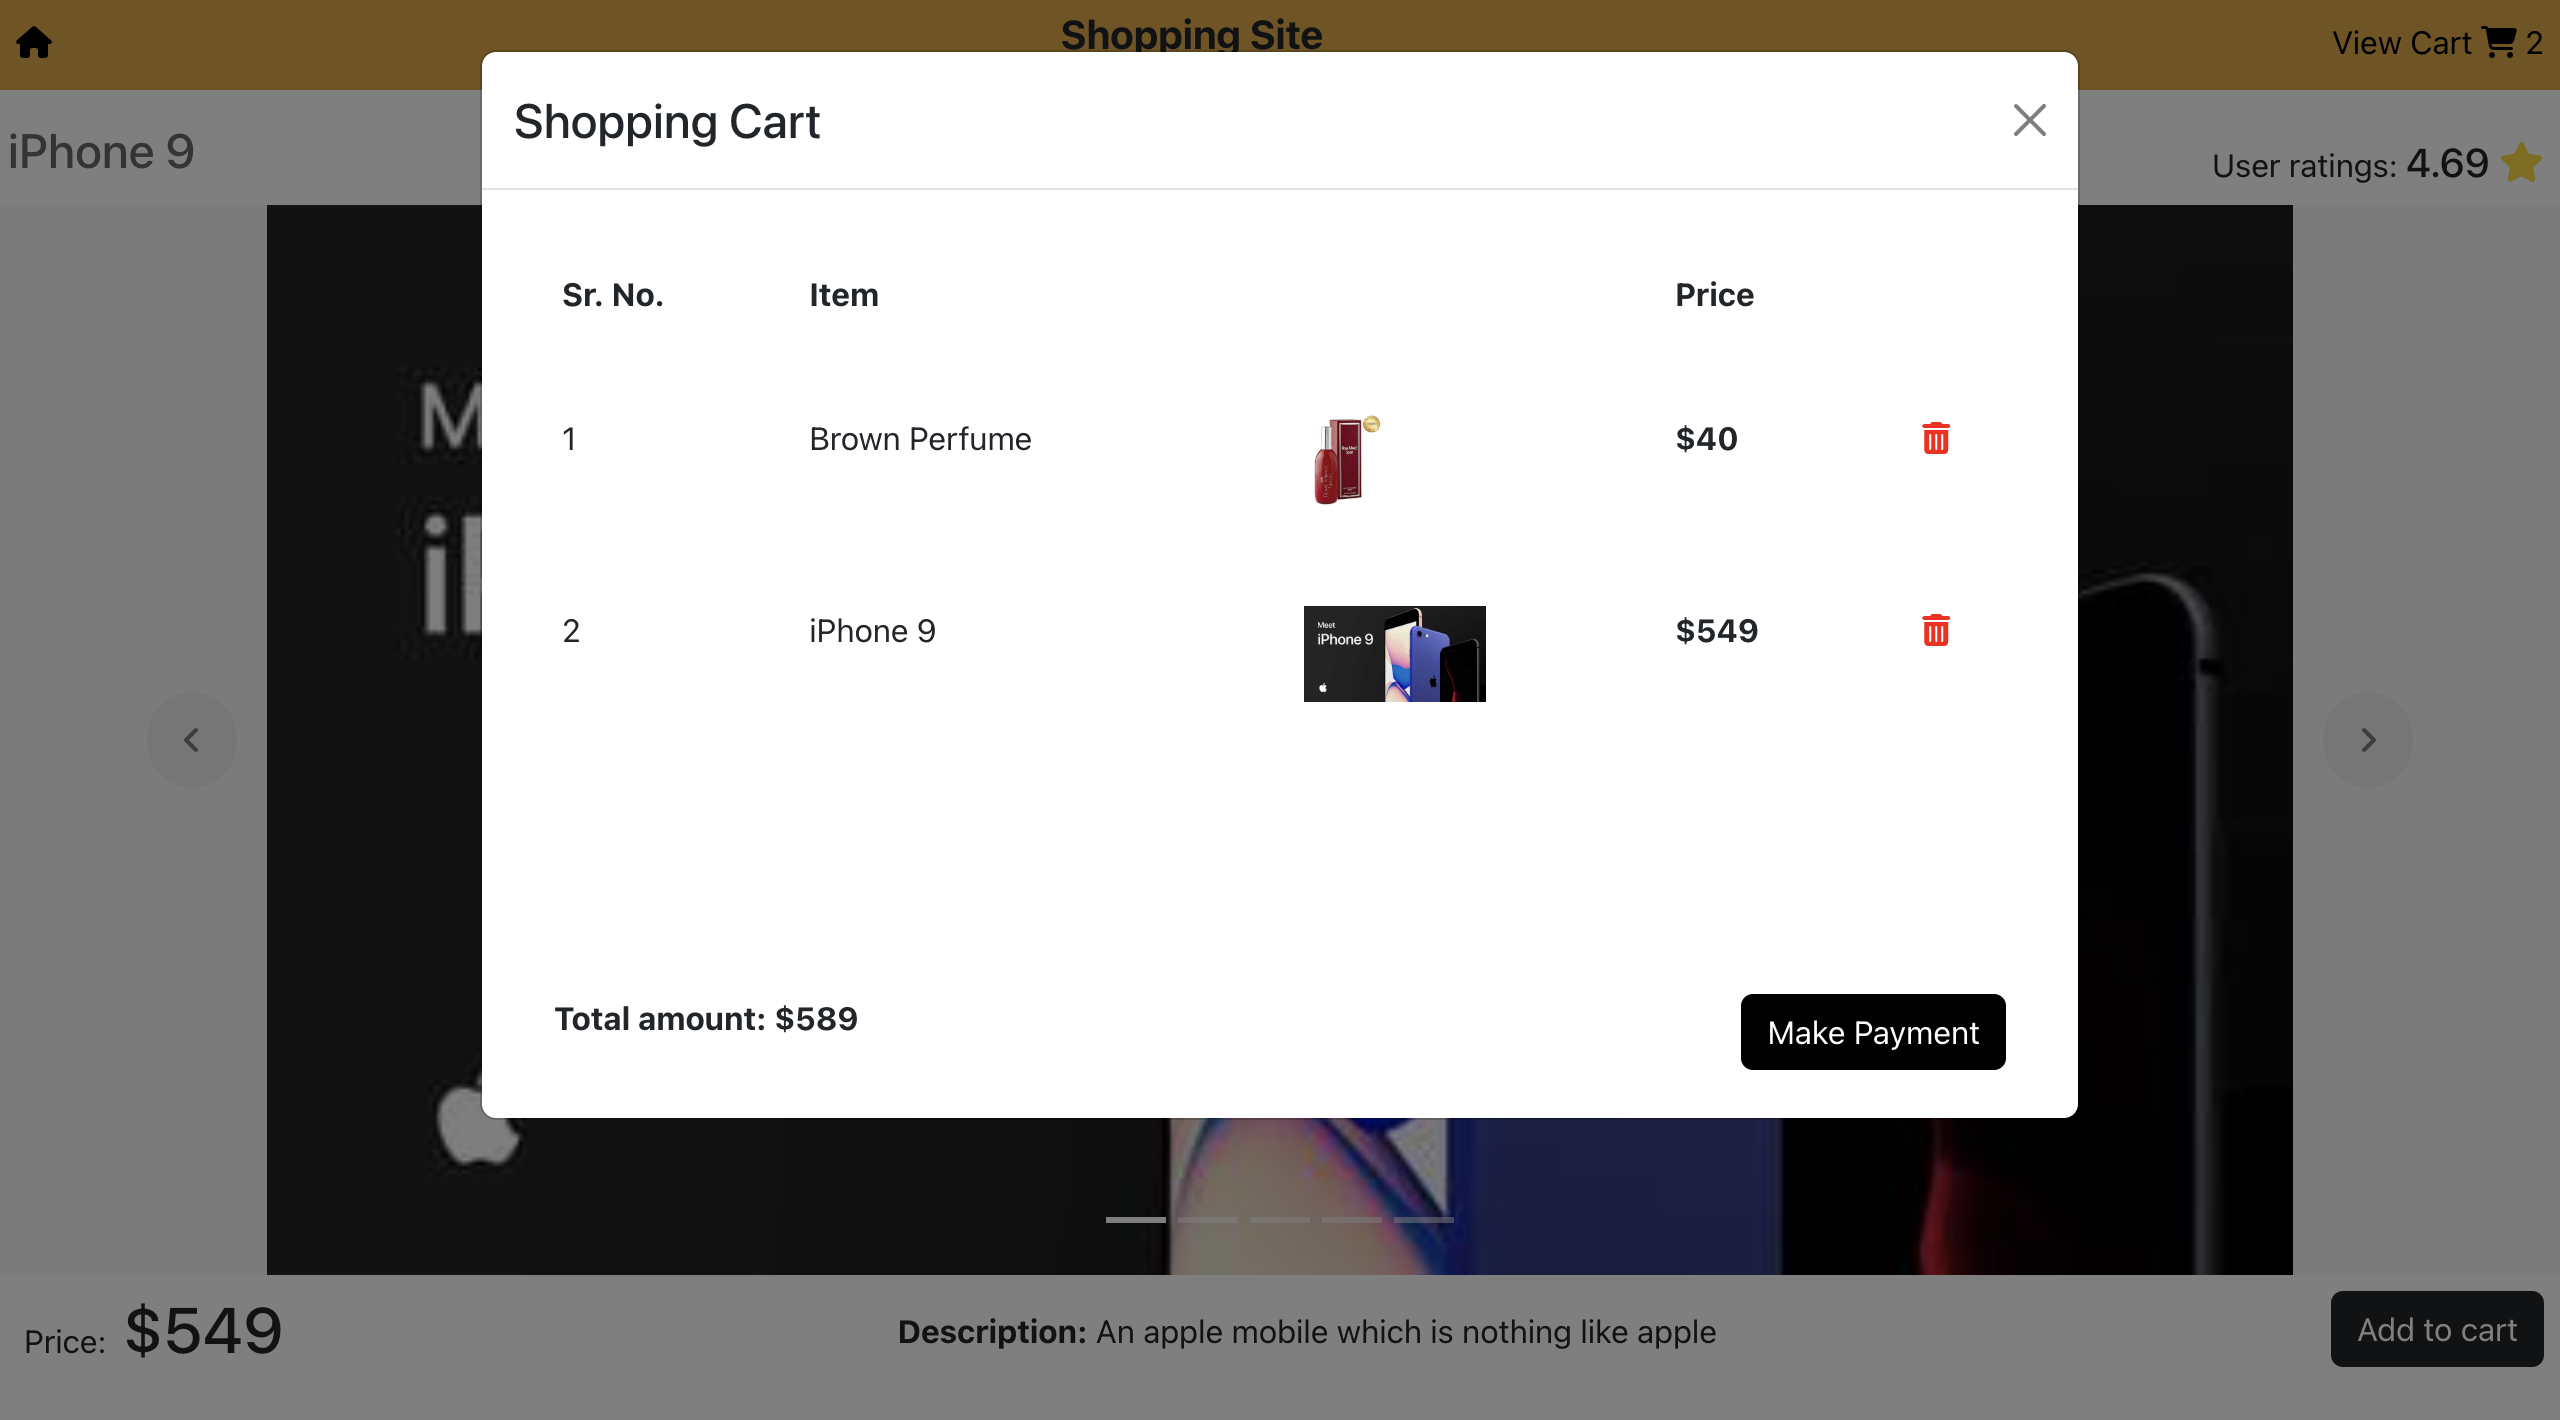 Shopping Site
View Cart 2
iPhone 9
User ratings: 4.69
Shopping Cart
Sr. No. Item Price
1 Brown Perfume $40
2 iPhone 9 $549
Meet
iPhone 9
Total amount: $589
Make Payment
Price: $549
Description: An apple mobile which is nothing like apple
Add to cart